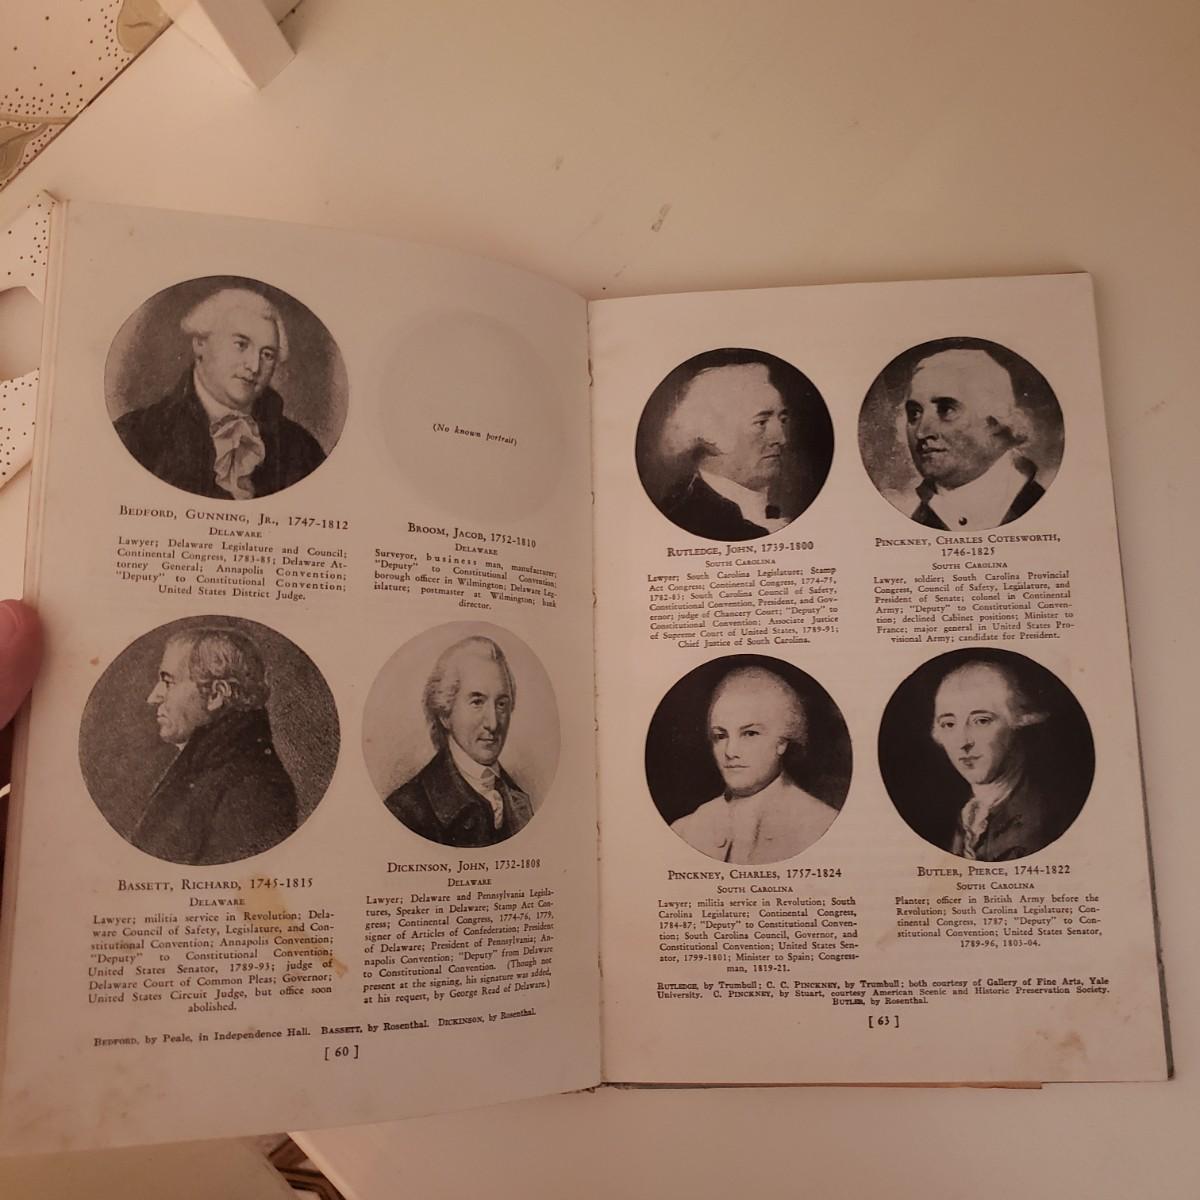 BEDFORD, GUNNING, JR., 1747-1812
DELAWARE
Lawyer; Delaware Legislature and Council;
Continental Congress, 1783-85; Delaware At-
torney General; Annapolis Convention;
"Deputy" to Constitutional Convention;
United States District Judge.
(No known portrait)
BROOM, JACOB, 1752-1810
DELAWARE
Surveyor, business man, manufacturer;
"Deputy" to Constitutional Convention;
borough officer in Wilmington; Delaware Leg-
islature; postmaster at Wilmington; bank
director.
BASSETT, RICHARD, 1745-1815
DELAWARE
Lawyer; militia service in Revolution; Dela-
ware Council of Safety, Legislature, and Con-
stitutional Convention; Annapolis Convention;
"Deputy" to Constitutional Convention;
United States Senator, 1789-93; judge of
Delaware Court of Common Pleas; Governor;
United States Circuit Judge, but office soon
abolished.
DICKINSON, JOHN, 1732-1808
DELAWARE
Lawyer; Delaware and Pennsylvania Legisla-
tures, Speaker in Delaware; Stamp Act Con-
gress; Continental Congress, 1774-76, 1779,
signer of Articles of Confederation; President
of Delaware; President of Pennsylvania; An-
napolis Convention; "Deputy" from Delaware
to Constitutional Convention. (Though not
present at the signing, his signature was added,
at his request, by George Read of Delaware.)
BEDFORD, by Peale, in Independence Hall. BASSETT, by Rosenthal. DICKINSON, by Rosenthal.
[ 60 ]
RUTLEDGE, JOHN, 1739-1800
SOUTH CAROLINA
Lawyer; South Carolina Legislature; Stamp
Act Congress; Continental Congress, 1774-75,
1782-83; South Carolina Council of Safety,
Constitutional Convention, President, and Gov-
ernor; judge of Chancery Court; "Deputy" to
Constitutional Convention; Associate Justice
of Supreme Court of United States, 1789-91;
Chief Justice of South Carolina.
PINCKNEY, CHARLES COTESWORTH,
1746-1825
SOUTH CAROLINA
Lawyer, soldier; South Carolina Provincial
Congress, Council of Safety, Legislature, and
President of Senate; colonel in Continental
Army; "Deputy" to Constitutional Conven-
tion; declined Cabinet positions; Minister to
France; major general in United States Pro-
visional Army; candidate for President.
PINCKNEY, CHARLES, 1757-1824
SOUTH CAROLINA
Lawyer; militia service in Revolution; South
Carolina Legislature; Continental Congress,
1784-87; "Deputy" to Constitutional Conven-
tion; South Carolina Council, Governor, and
Constitutional Convention; United States Sen-
ator, 1799-1801; Minister to Spain; Congress-
man, 1819-21.
BUTLER, PIERCE, 1744-1822
SOUTH CAROLINA
Planter; officer in British Army before the
Revolution; South Carolina Legislature; Con-
tinental Congress, 1787; "Deputy" to Con-
stitutional Convention; United States Senator,
1789-96, 1803-04.
RUTLEDGE, by Trumbull; C. C. PINCKNEY, by Trumbull; both courtesy of Gallery of Fine Arts, Yale
University. C. PINCKNEY, by Stuart, courtesy American Scenic and Historic Preservation Society.
BUTLER, by Rosenthal.
[ 63 ]